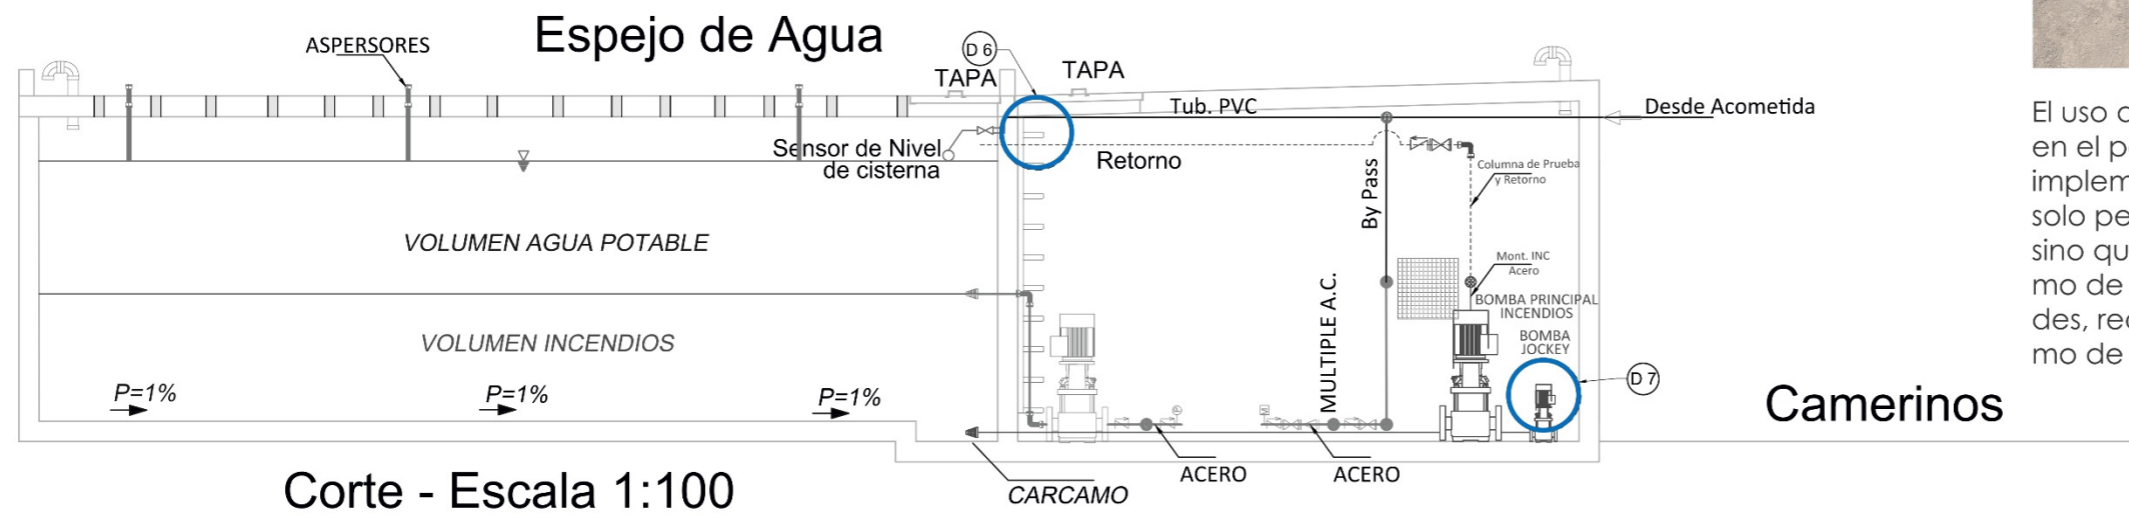 Espejo de Agua
ASPERSORES
D 6
TAPA
TAPA
Tub. PVC
Desde Acometida
Sensor de Nivel
de cisterna
Retorno
By Pass
Columna de Prueba
y Retorno
VOLUMEN AGUA POTABLE
Mont. INC
Acero
BOMBA PRINCIPAL
INCENDIOS
BOMBA
JOCKEY
MULTIPLE A.C.
VOLUMEN INCENDIOS
P=1%
P=1%
P=1%
D 7
Camerinos
ACERO
ACERO
CARCAMO
Corte - Escala 1:100
El uso
en el
implem
solo pe
sino qu
mo de
des, re
mo de